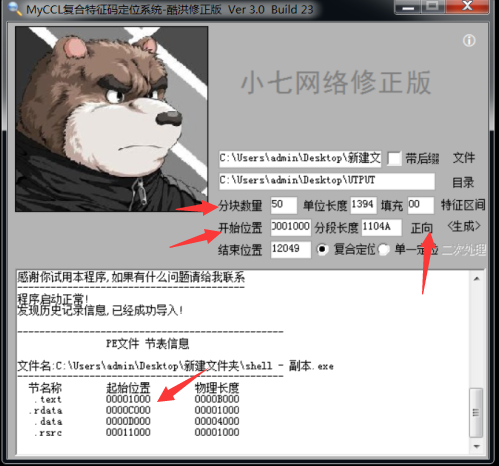 MyCCL复合特征码定位系统-酷洪修正版 Ver 3.0 Build 23
小七网络修正版
C:\Users\admin\Desktop\新建文 带后缀 文件
C:\Users\admin\Desktop\UTPUT 目录
分块数量 50 单位长度 1394 填充 00 特征区间
开始位置 0001000 分段长度 1104A 正向 <生成>
结束位置 12049 复合定位 单一定位 二次处理
感谢你试用本程序,如果有什么问题请给我联系
----------------------------------------
程序启动正常!
发现历史记录信息,已经成功导入!
----------------------------------------
PE文件 节表信息
文件名:C:\Users\admin\Desktop\新建文件夹\shell - 副本.exe
----------------------------------------
节名称 起始位置 物理长度
.text 00001000 0000B000
.rdata 0000C000 00001000
.data 0000D000 00004000
.rsrc 00011000 00001000